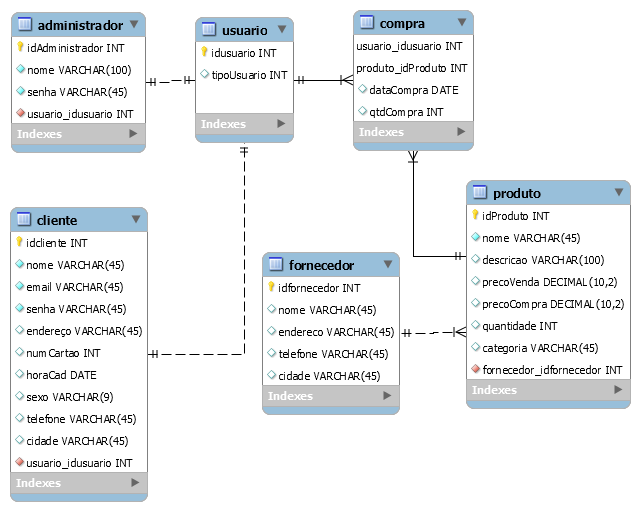 administrador
idAdministrador INT
nome VARCHAR(100)
senha VARCHAR(45)
usuario_idusuario INT
Indexes
usuario
idusuario INT
tipoUsuario INT
Indexes
compra
usuario_idusuario INT
produto_idProduto INT
dataCompra DATE
qtdCompra INT
Indexes
cliente
idcliente INT
nome VARCHAR(45)
email VARCHAR(45)
senha VARCHAR(45)
endereço VARCHAR(45)
numCartao INT
horaCad DATE
sexo VARCHAR(9)
telefone VARCHAR(45)
cidade VARCHAR(45)
usuario_idusuario INT
Indexes
fornecedor
idfornecedor INT
nome VARCHAR(45)
endereco VARCHAR(45)
telefone VARCHAR(45)
cidade VARCHAR(45)
Indexes
produto
idProduto INT
nome VARCHAR(45)
descricao VARCHAR(100)
precoVenda DECIMAL(10,2)
precoCompra DECIMAL(10,2)
quantidade INT
categoria VARCHAR(45)
fornecedor_idfornecedor INT
Indexes